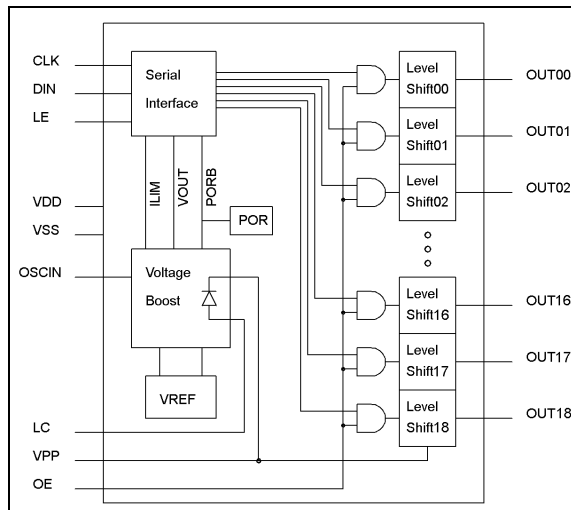 CLK
DIN
LE
VDD
VSS
OSCIN
LC
VPP
OE
Serial
Interface
ILIM
VOUT
PORB
POR
Voltage
Boost
VREF
Level
Shift00
Level
Shift01
Level
Shift02
Level
Shift16
Level
Shift17
Level
Shift18
OUT00
OUT01
OUT02
OUT16
OUT17
OUT18